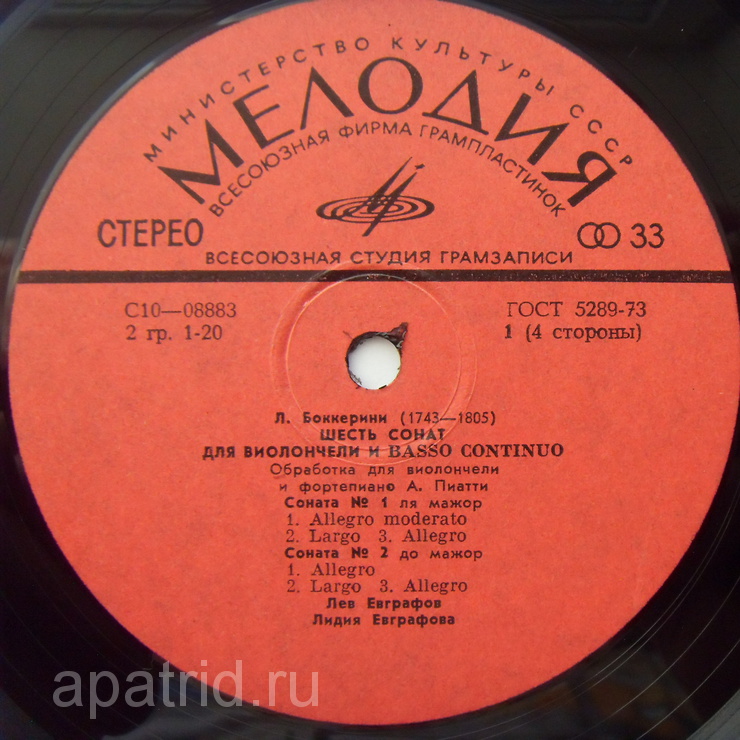 МИНИСТЕРСТВО КУЛЬТУРЫ СССР
МЕЛОДИЯ
ВСЕСОЮЗНАЯ ФИРМА ГРАМПЛАСТИНОК
СТЕРЕО
33
ВСЕСОЮЗНАЯ СТУДИЯ ГРАМЗАПИСИ
С10—08883
ГОСТ 5289-73
2 гр. 1-20
1 (4 стороны)
Л. Боккерини (1743—1805)
ШЕСТЬ СОНАТ
ДЛЯ ВИОЛОНЧЕЛИ И BASSO CONTINUO
Обработка для виолончели
и фортепиано А. Пиатти
Соната № 1 ля мажор
1. Allegro moderato
2. Largo 3. Allegro
Соната № 2 до мажор
1. Allegro
2. Largo 3. Allegro
Лев Евграфов
Лидия Евграфова
apatrid.ru